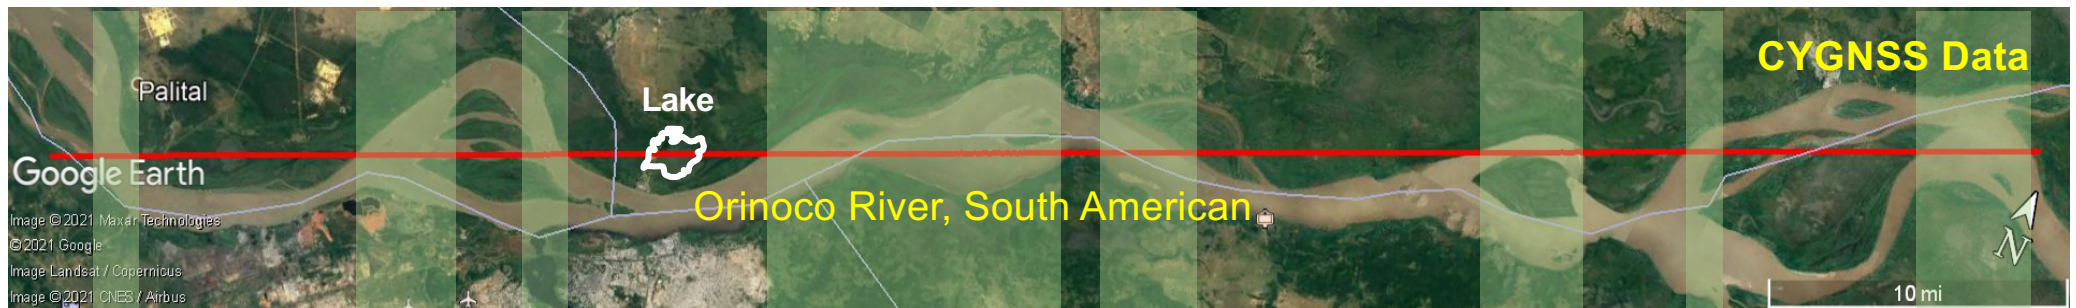 CYGNSS Data
Palital
Lake
Google Earth
Orinoco River, South American
Image © 2021 Maxar Technologies
© 2021 Google
Image Landsat / Copernicus
Image © 2021 CNES / Airbus
N
10 mi